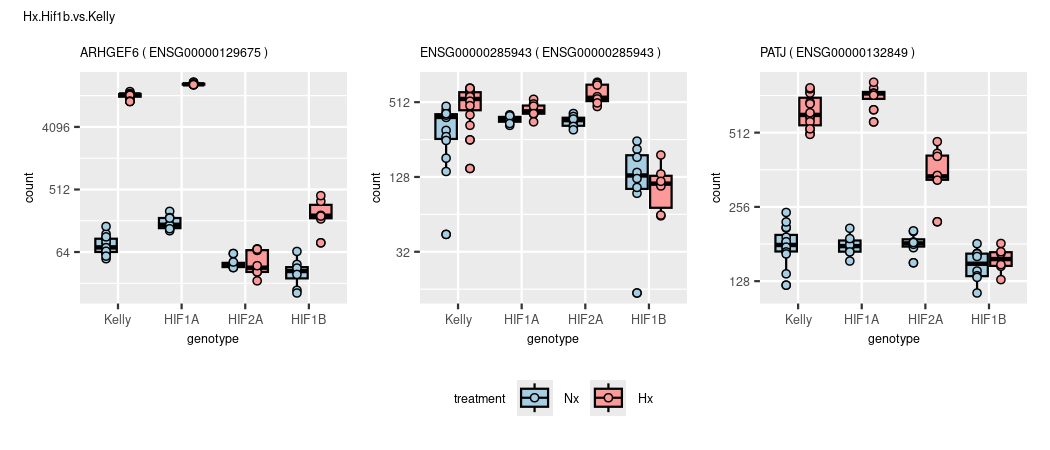 Hx.Hif1b.vs.Kelly
ARHGEF6 ( ENSG00000129675 )
4096
512
64
count
Kelly HIF1A HIF2A HIF1B
genotype
ENSG00000285943 ( ENSG00000285943 )
512
128
32
count
Kelly HIF1A HIF2A HIF1B
genotype
PATJ ( ENSG00000132849 )
512
256
128
count
Kelly HIF1A HIF2A HIF1B
genotype
treatment Nx Hx